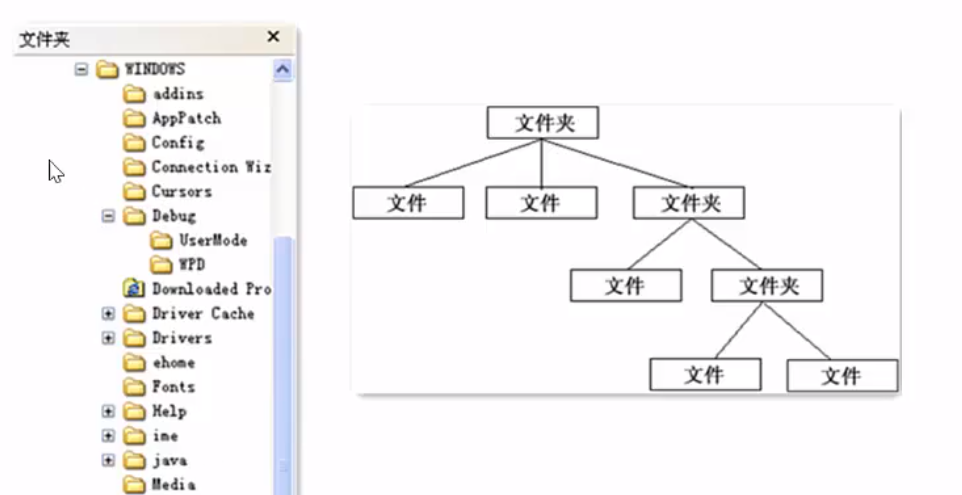 文件夹
WINDOWS
addins
AppPatch
Config
Connection Wiz
Cursors
Debug
UserMode
WPD
Downloaded Pro
Driver Cache
Drivers
ehome
Fonts
Help
ime
java
Media
文件夹
文件 文件 文件夹
文件 文件夹
文件 文件